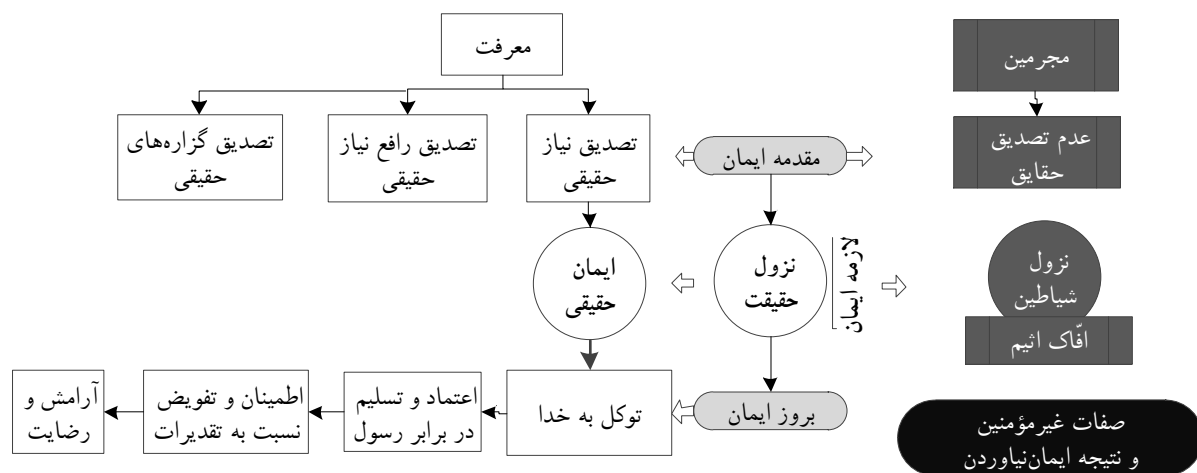 مجرمین
معرفت
عدم تصدیق
حقایق
مقدمه ایمان
تصدیق نیاز
حقیقی
تصدیق رافع نیاز
حقیقی
تصدیق گزاره‌های
حقیقی
نزول
شیاطین
افّاک اثیم
لازمه ایمان
نزول
حقیقت
ایمان
حقیقی
بروز ایمان
توکل به خدا
اعتماد و تسلیم
در برابر رسول
اطمینان و تفویض
نسبت به تقدیرات
آرامش و
رضایت
صفات غیرمؤمنین
و نتیجه ایمان‌نیاوردن